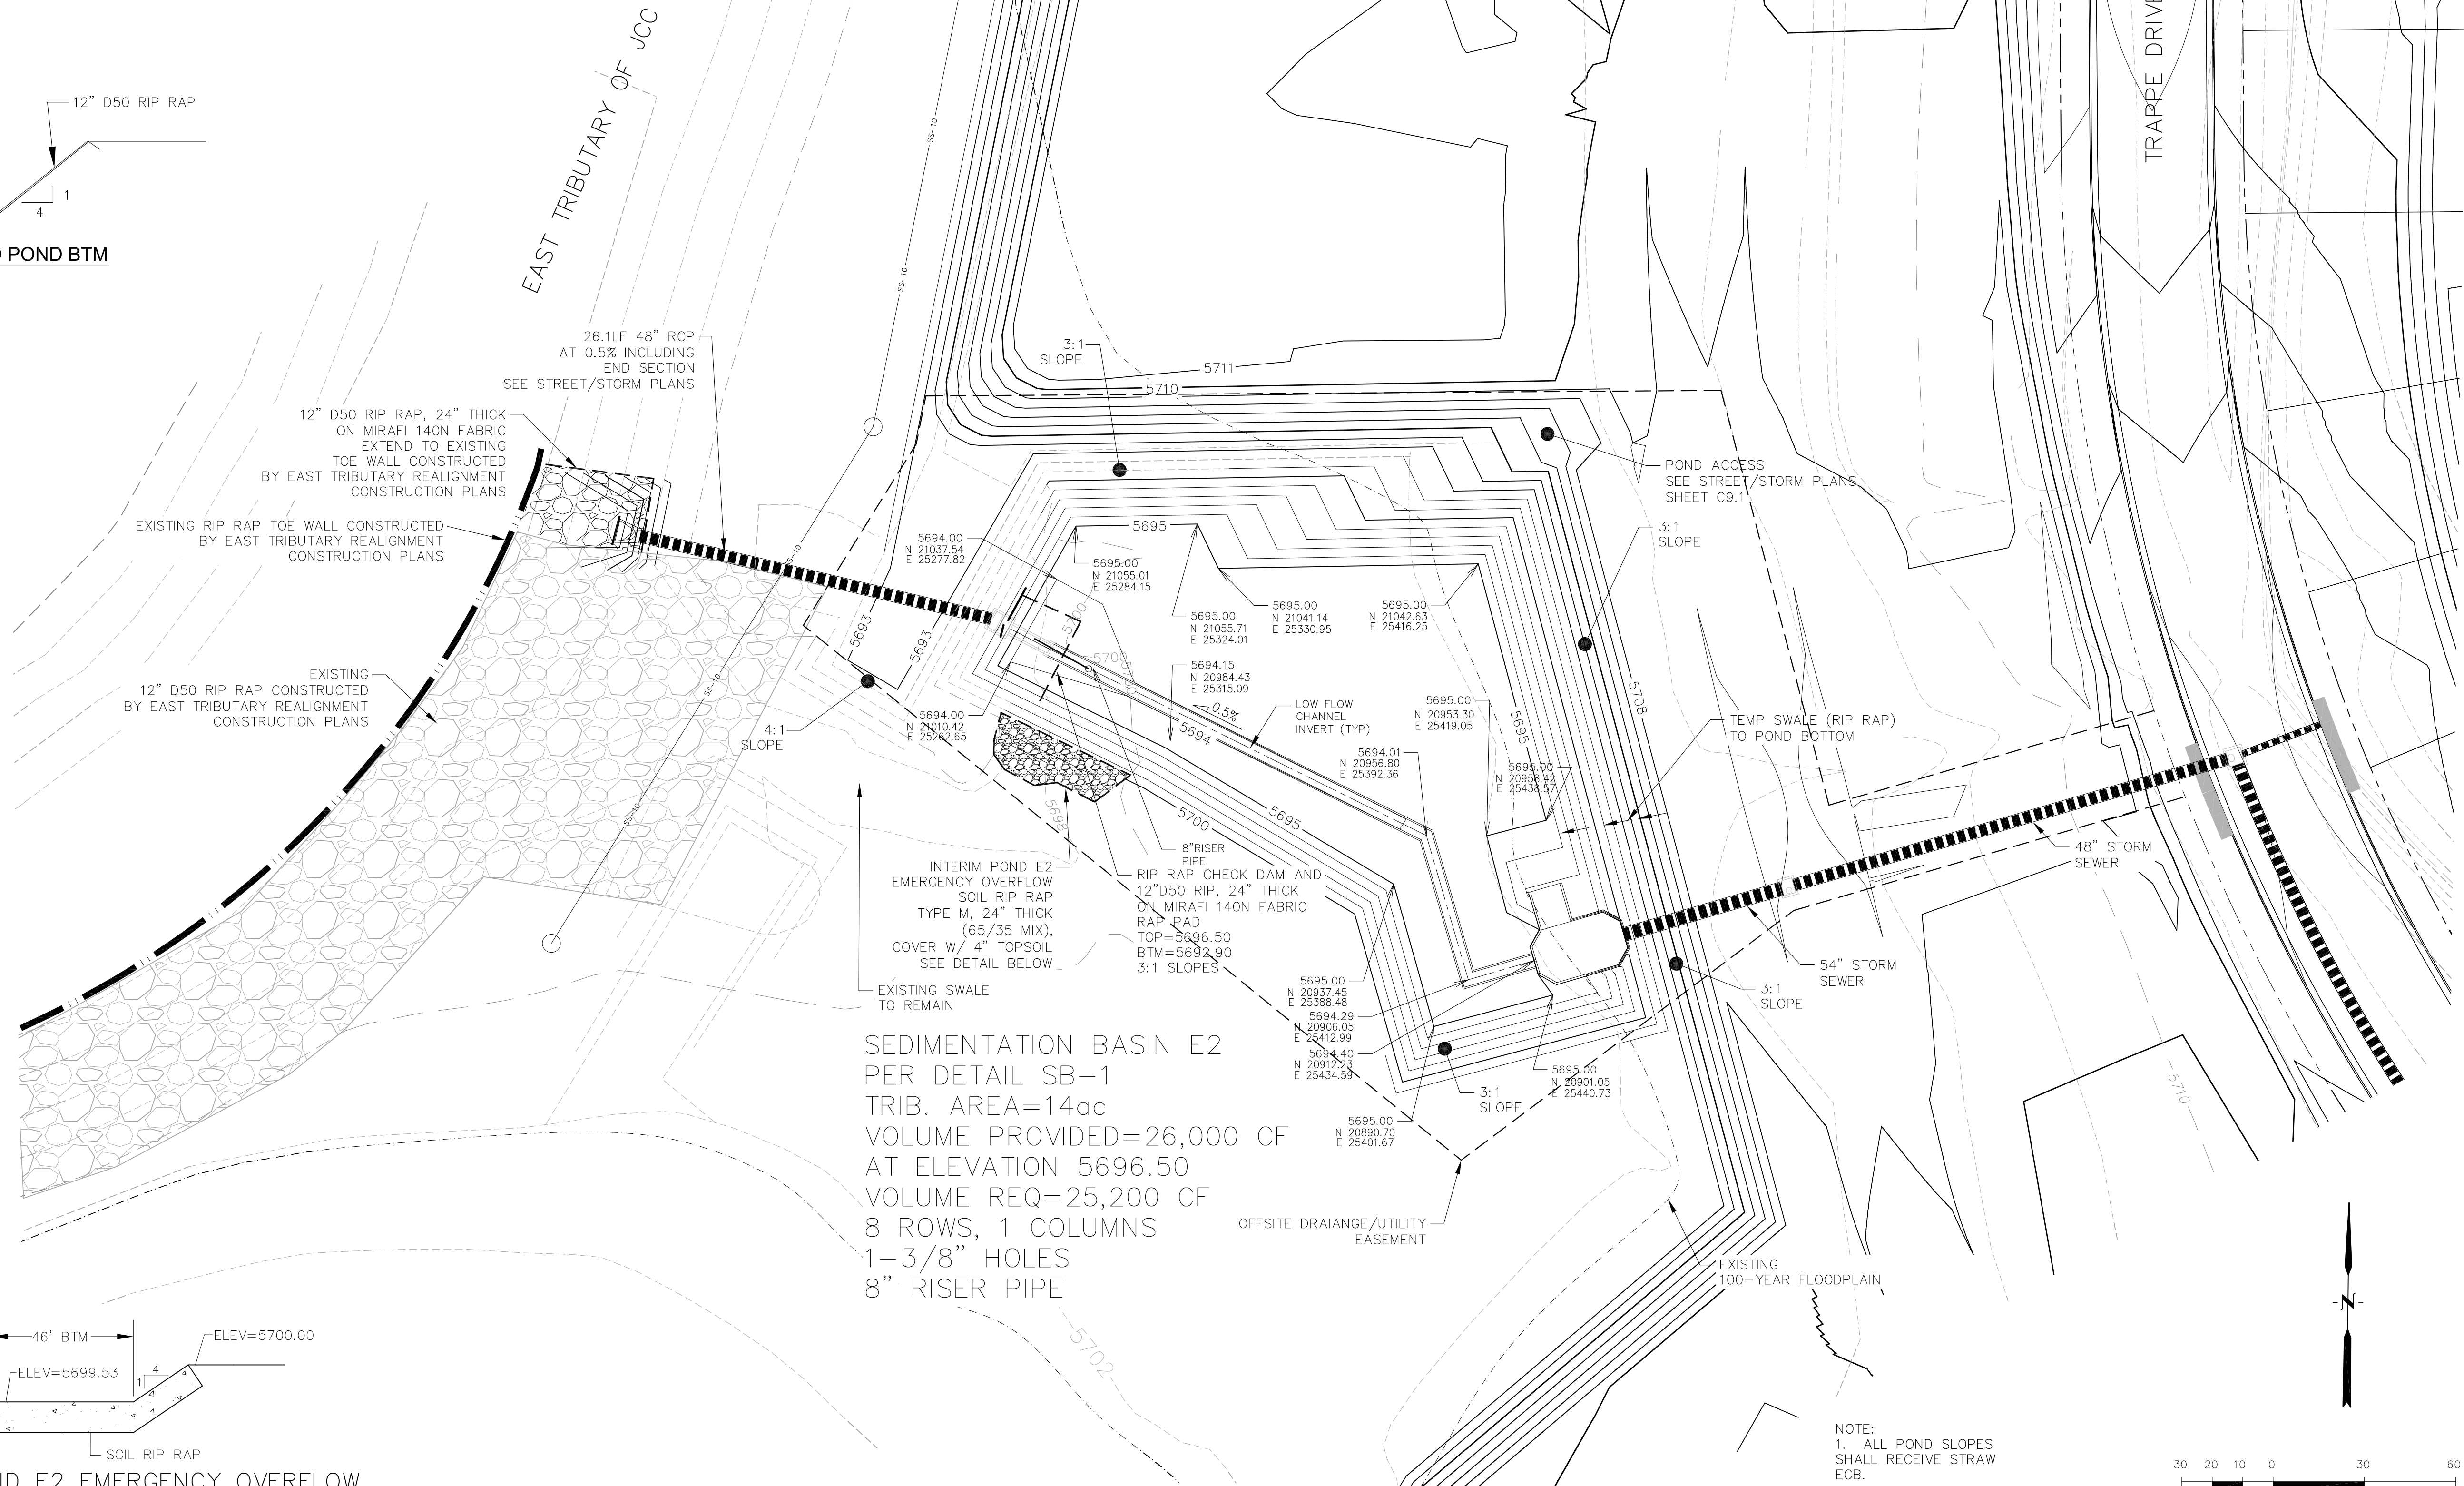 12" D50 RIP RAP
1
4
POND BTM
EAST TRIBUTARY OF JCC
SS-10
SS-10
TRAPPE DRIVE
26.1LF 48" RCP
AT 0.5% INCLUDING
END SECTION
SEE STREET/STORM PLANS
12" D50 RIP RAP, 24" THICK
ON MIRAFI 140N FABRIC
EXTEND TO EXISTING
TOE WALL CONSTRUCTED
BY EAST TRIBUTARY REALIGNMENT
CONSTRUCTION PLANS
EXISTING RIP RAP TOE WALL CONSTRUCTED
BY EAST TRIBUTARY REALIGNMENT
CONSTRUCTION PLANS
EXISTING
12" D50 RIP RAP CONSTRUCTED
BY EAST TRIBUTARY REALIGNMENT
CONSTRUCTION PLANS
SS-10
SS-10
SS-10
3:1
SLOPE
5711
5710
POND ACCESS
SEE STREET/STORM PLANS
SHEET C9.1
3:1
SLOPE
5694.00
N 21037.54
E 25277.82
5695
5695.00
N 21055.01
E 25284.15
5695.00
N 21055.71
E 25324.01
5695.00
N 21041.14
E 25330.95
5695.00
N 21042.63
E 25416.25
5693
5693
5700
5700
4:1
SLOPE
5694.00
N 21010.42
E 25262.65
5694.15
N 20984.43
E 25315.09
0.5%
5694
LOW FLOW
CHANNEL
INVERT (TYP)
5695.00
N 20953.30
E 25419.05
5695
5708
5694.01
N 20956.80
E 25392.36
5695.00
N 20958.42
E 25438.57
TEMP SWALE (RIP RAP)
TO POND BOTTOM
5698
5700
5695
8"RISER
PIPE
48" STORM
SEWER
54" STORM
SEWER
3:1
SLOPE
INTERIM POND E2
EMERGENCY OVERFLOW
SOIL RIP RAP
TYPE M, 24" THICK
(65/35 MIX),
COVER W/ 4" TOPSOIL
SEE DETAIL BELOW
RIP RAP CHECK DAM AND
12"D50 RIP, 24" THICK
ON MIRAFI 140N FABRIC
RAP PAD
TOP=5696.50
BTM=5692.90
3:1 SLOPES
EXISTING SWALE
TO REMAIN
5695.00
N 20937.45
E 25388.48
5694.29
N 20906.05
E 25412.99
5694.40
N 20912.23
E 25434.59
5695.00
N 20901.05
E 25440.73
3:1
SLOPE
5695.00
N 20890.70
E 25401.67
5710
SEDIMENTATION BASIN E2
PER DETAIL SB-1
TRIB. AREA=14ac
VOLUME PROVIDED=26,000 CF
AT ELEVATION 5696.50
VOLUME REQ=25,200 CF
8 ROWS, 1 COLUMNS
1-3/8" HOLES
8" RISER PIPE
OFFSITE DRAIANGE/UTILITY
EASEMENT
EXISTING
100-YEAR FLOODPLAIN
5702
-N-
46' BTM
ELEV=5700.00
ELEV=5699.53
4
1
SOIL RIP RAP
E2 EMERGENCY OVERFLOW
NOTE:
1. ALL POND SLOPES
SHALL RECEIVE STRAW
ECB.
30 20 10 0 30 60